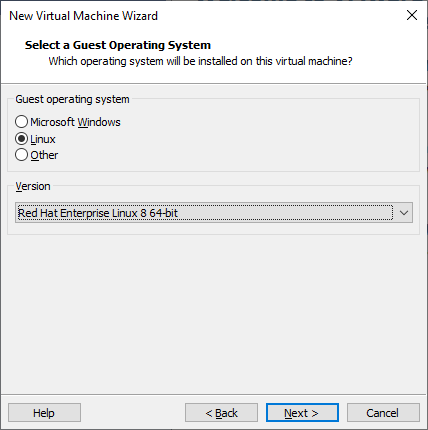 New Virtual Machine Wizard
Select a Guest Operating System
Which operating system will be installed on this virtual machine?
Guest operating system
Microsoft Windows
Linux
Other
Version
Red Hat Enterprise Linux 8 64-bit
Help
< Back
Next >
Cancel